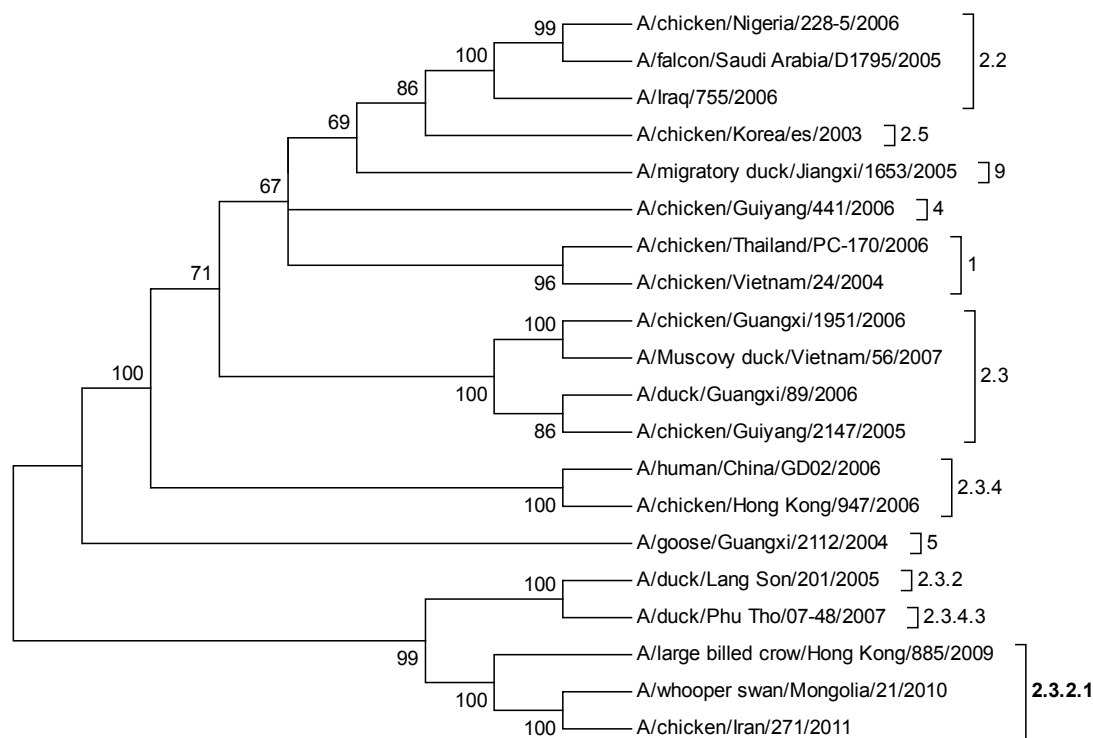 99
A/chicken/Nigeria/228-5/2006
100
A/falcon/Saudi Arabia/D1795/2005
2.2
86
A/Iraq/755/2006
69
A/chicken/Korea/es/2003
2.5
67
A/migratory duck/Jiangxi/1653/2005
9
A/chicken/Guiyang/441/2006
4
71
A/chicken/Thailand/PC-170/2006
1
96
A/chicken/Vietnam/24/2004
100
A/chicken/Guangxi/1951/2006
100
A/Muscovy duck/Vietnam/56/2007
2.3
100
A/duck/Guangxi/89/2006
86
A/chicken/Guiyang/2147/2005
A/human/China/GD02/2006
2.3.4
100
A/chicken/Hong Kong/947/2006
A/goose/Guangxi/2112/2004
5
100
A/duck/Lang Son/201/2005
2.3.2
A/duck/Phu Tho/07-48/2007
2.3.4.3
99
A/large billed crow/Hong Kong/885/2009
100
A/whooper swan/Mongolia/21/2010
2.3.2.1
100
A/chicken/Iran/271/2011